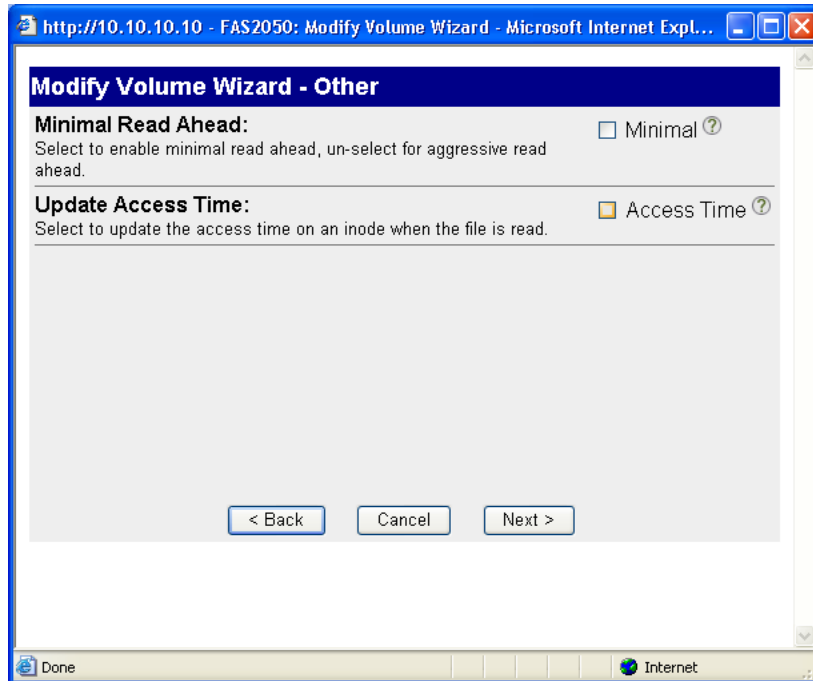 http://10.10.10.10 - FAS2050: Modify Volume Wizard - Microsoft Internet Expl...
Modify Volume Wizard - Other
Minimal Read Ahead:
Minimal ?
Select to enable minimal read ahead, un-select for aggressive read
ahead.
Update Access Time:
Access Time ?
Select to update the access time on an inode when the file is read.
< Back Cancel Next >
Done Internet